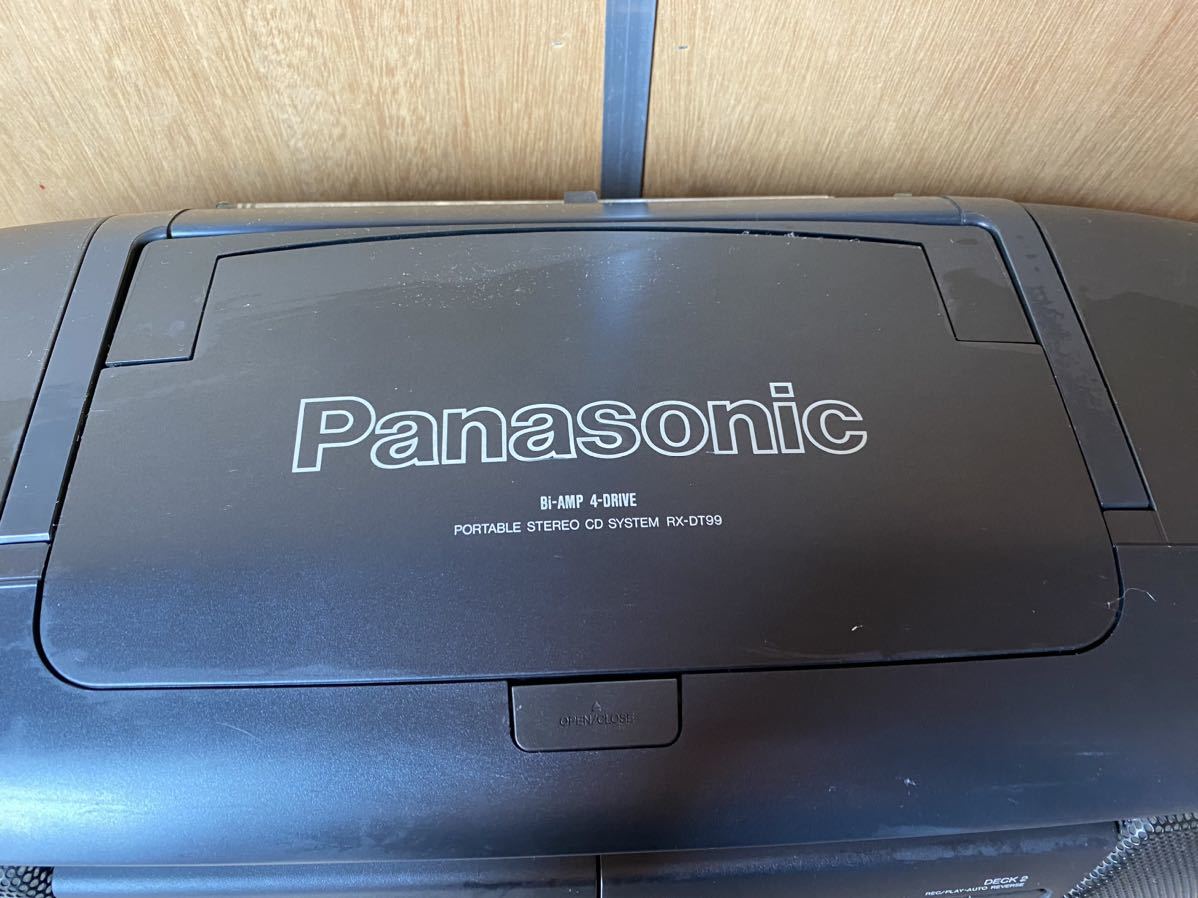 Panasonic
Bi-AMP 4-DRIVE
PORTABLE STEREO CD SYSTEM RX-DT99
OPEN/CLOSE
DECK 2
REC/PLAY-AUTO REVERSE